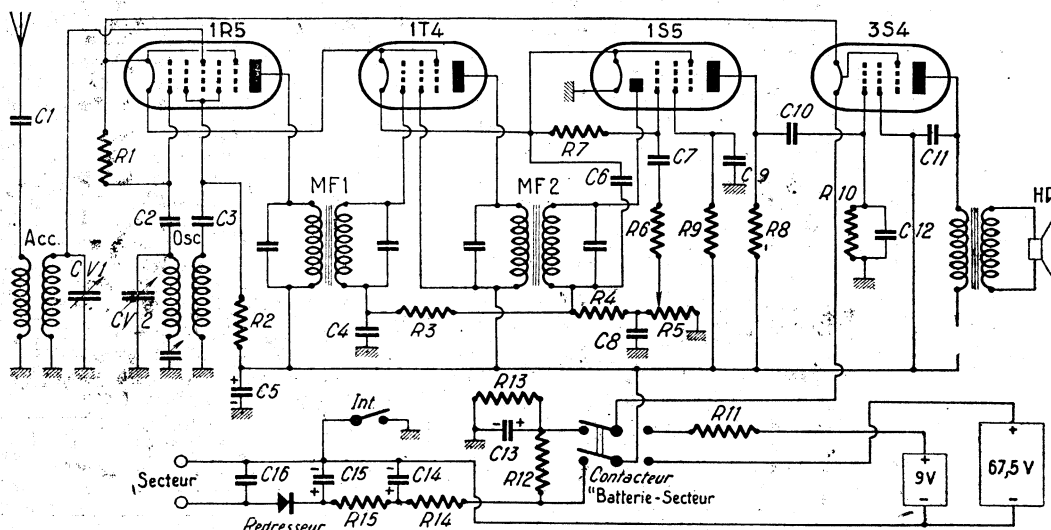 1R5
1T4
1S5
3S4
C1
R1
C2
C3
Acc.
CV1
Osc
CV2
R2
C5
MF1
C4
R3
MF2
R7
C6
C7
R6
R4
C8
R5
R9
C9
R8
C10
R10
C12
C11
Int.
Secteur
C16
C15
C14
Redresseur
R15
R14
R13
C13
R12
Contacteur
"Batterie-Secteur
R11
+
9V
-
+
67,5 V
-